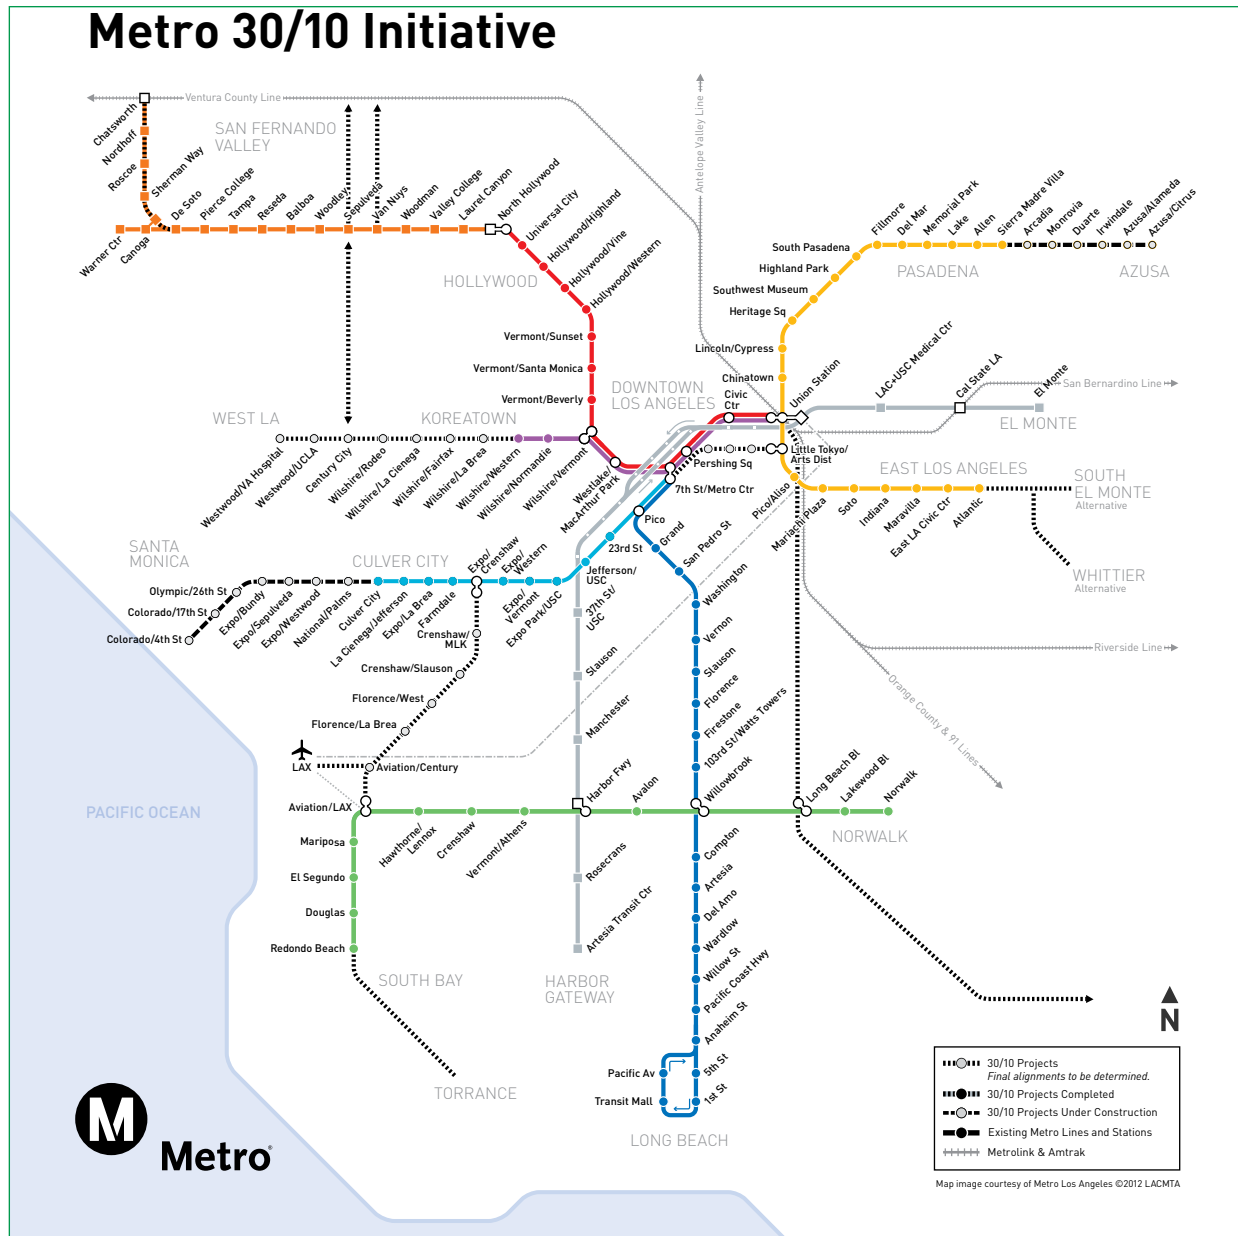 Metro 30/10 Initiative
Ventura County Line
Antelope Valley Line
SAN FERNANDO
VALLEY
Chatsworth
Nordhoff
Roscoe
Sherman Way
Warner Ctr
Canoga
De Soto
Pierce College
Tampa
Reseda
Balboa
Woodley
Sepulveda
Van Nuys
Woodman
Valley College
Laurel Canyon
North Hollywood
Universal City
Hollywood/Highland
Hollywood/Vine
Hollywood/Western
HOLLYWOOD
Vermont/Sunset
Vermont/Santa Monica
Vermont/Beverly
Fillmore
Del Mar
Memorial Park
Lake
Allen
Sierra Madre Villa
Arcadia
Monrovia
Duarte
Irwindale
Azusa/Alameda
Azusa/Citrus
South Pasadena
PASADENA
AZUSA
Highland Park
Southwest Museum
Heritage Sq
Lincoln/Cypress
Chinatown
DOWNTOWN
LOS ANGELES
Civic
Ctr
Union Station
LAC+USC Medical Ctr
Cal State LA
El Monte
San Bernardino Line
EL MONTE
WEST LA
KOREATOWN
Westwood/VA Hospital
Westwood/UCLA
Century City
Wilshire/Rodeo
Wilshire/La Cienega
Wilshire/Fairfax
Wilshire/La Brea
Wilshire/Western
Wilshire/Normandie
Wilshire/Vermont
Westlake/
MacArthur Park
Pershing Sq
7th St/Metro Ctr
Little Tokyo/
Arts Dist
Pico/Aliso
Mariachi Plaza
Soto
Indiana
Maravilla
East LA Civic Ctr
Atlantic
EAST LOS ANGELES
SOUTH
EL MONTE
Alternative
WHITTIER
Alternative
Pico
Grand
San Pedro St
23rd St
Jefferson/
USC
37th St/
USC
SANTA
MONICA
CULVER CITY
Olympic/26th St
Colorado/17th St
Colorado/4th St
Expo/Bundy
Expo/Sepulveda
Expo/Westwood
National/Palms
Culver City
La Cienega/Jefferson
Expo/La Brea
Farmdale
Expo/
Crenshaw
Expo/
Western
Expo/
Vermont
Expo Park/USC
Crenshaw/
MLK
Crenshaw/Slauson
Florence/West
Florence/La Brea
LAX
Aviation/Century
Aviation/LAX
Washington
Vernon
Slauson
Florence
Firestone
103rd St/Watts Towers
Willowbrook
Slauson
Manchester
Harbor Fwy
Avalon
Riverside Line
Orange County & 91 Lines
Long Beach Bl
Lakewood Bl
Norwalk
NORWALK
PACIFIC OCEAN
Mariposa
El Segundo
Douglas
Redondo Beach
Hawthorne/
Lennox
Crenshaw
Vermont/Athens
Rosecrans
Artesia Transit Ctr
Compton
Artesia
Del Amo
Wardlow
Willow St
Pacific Coast Hwy
Anaheim St
5th St
1st St
Pacific Av
Transit Mall
SOUTH BAY
HARBOR
GATEWAY
TORRANCE
LONG BEACH
N
M
Metro
30/10 Projects
Final alignments to be determined.
30/10 Projects Completed
30/10 Projects Under Construction
Existing Metro Lines and Stations
Metrolink & Amtrak
Map image courtesy of Metro Los Angeles ©2012 LACMTA